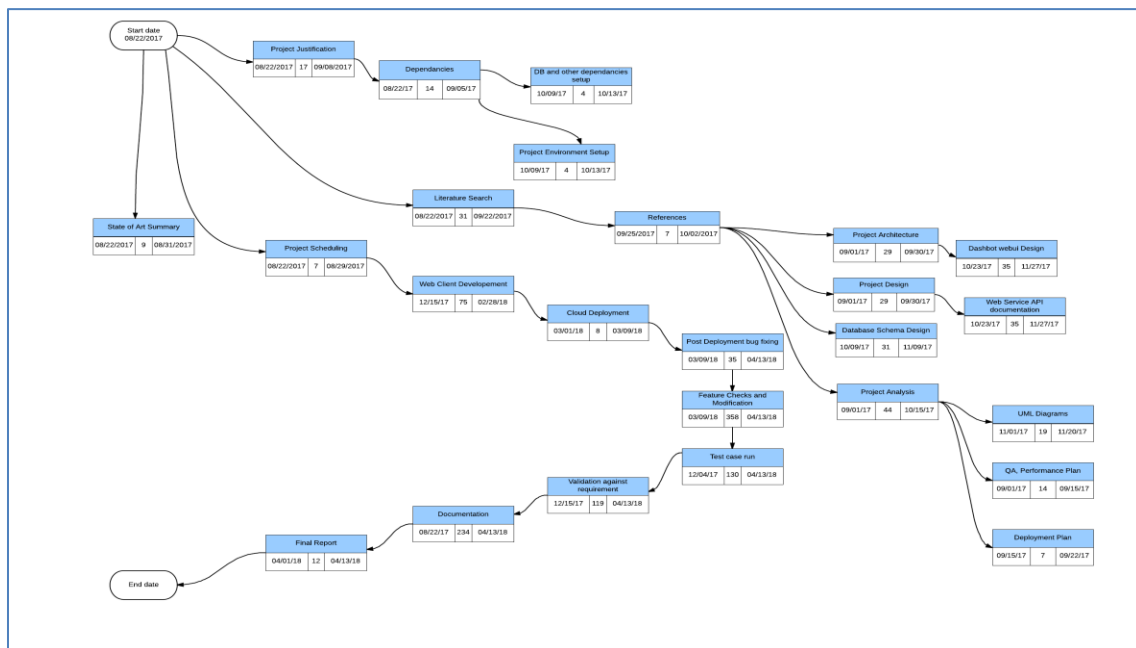 Start date
08/22/2017
Project Justification
08/22/2017 17 09/08/2017
Dependancies
08/22/17 14 09/05/17
DB and other dependancies
setup
10/09/17 4 10/13/17
Project Environment Setup
10/09/17 4 10/13/17
Literature Search
08/22/2017 31 09/22/2017
References
09/25/2017 7 10/02/2017
State of Art Summary
08/22/2017 9 08/31/2017
Project Scheduling
08/22/2017 7 08/29/2017
Project Architecture
09/01/17 29 09/30/17
Dashbot webui Design
10/23/17 35 11/27/17
Web Client Developement
12/15/17 75 02/28/18
Project Design
09/01/17 29 09/30/17
Web Service API
documentation
10/23/17 35 11/27/17
Cloud Deployment
03/01/18 8 03/09/18
Database Schema Design
10/09/17 31 11/09/17
Post Deployment bug fixing
03/09/18 35 04/13/18
Feature Checks and
Modification
03/09/18 358 04/13/18
Project Analysis
09/01/17 44 10/15/17
UML Diagrams
11/01/17 19 11/20/17
Test case run
12/04/17 130 04/13/18
QA, Performance Plan
09/01/17 14 09/15/17
Validation against
requirement
12/15/17 119 04/13/18
Documentation
08/22/17 234 04/13/18
Deployment Plan
09/15/17 7 09/22/17
Final Report
04/01/18 12 04/13/18
End date